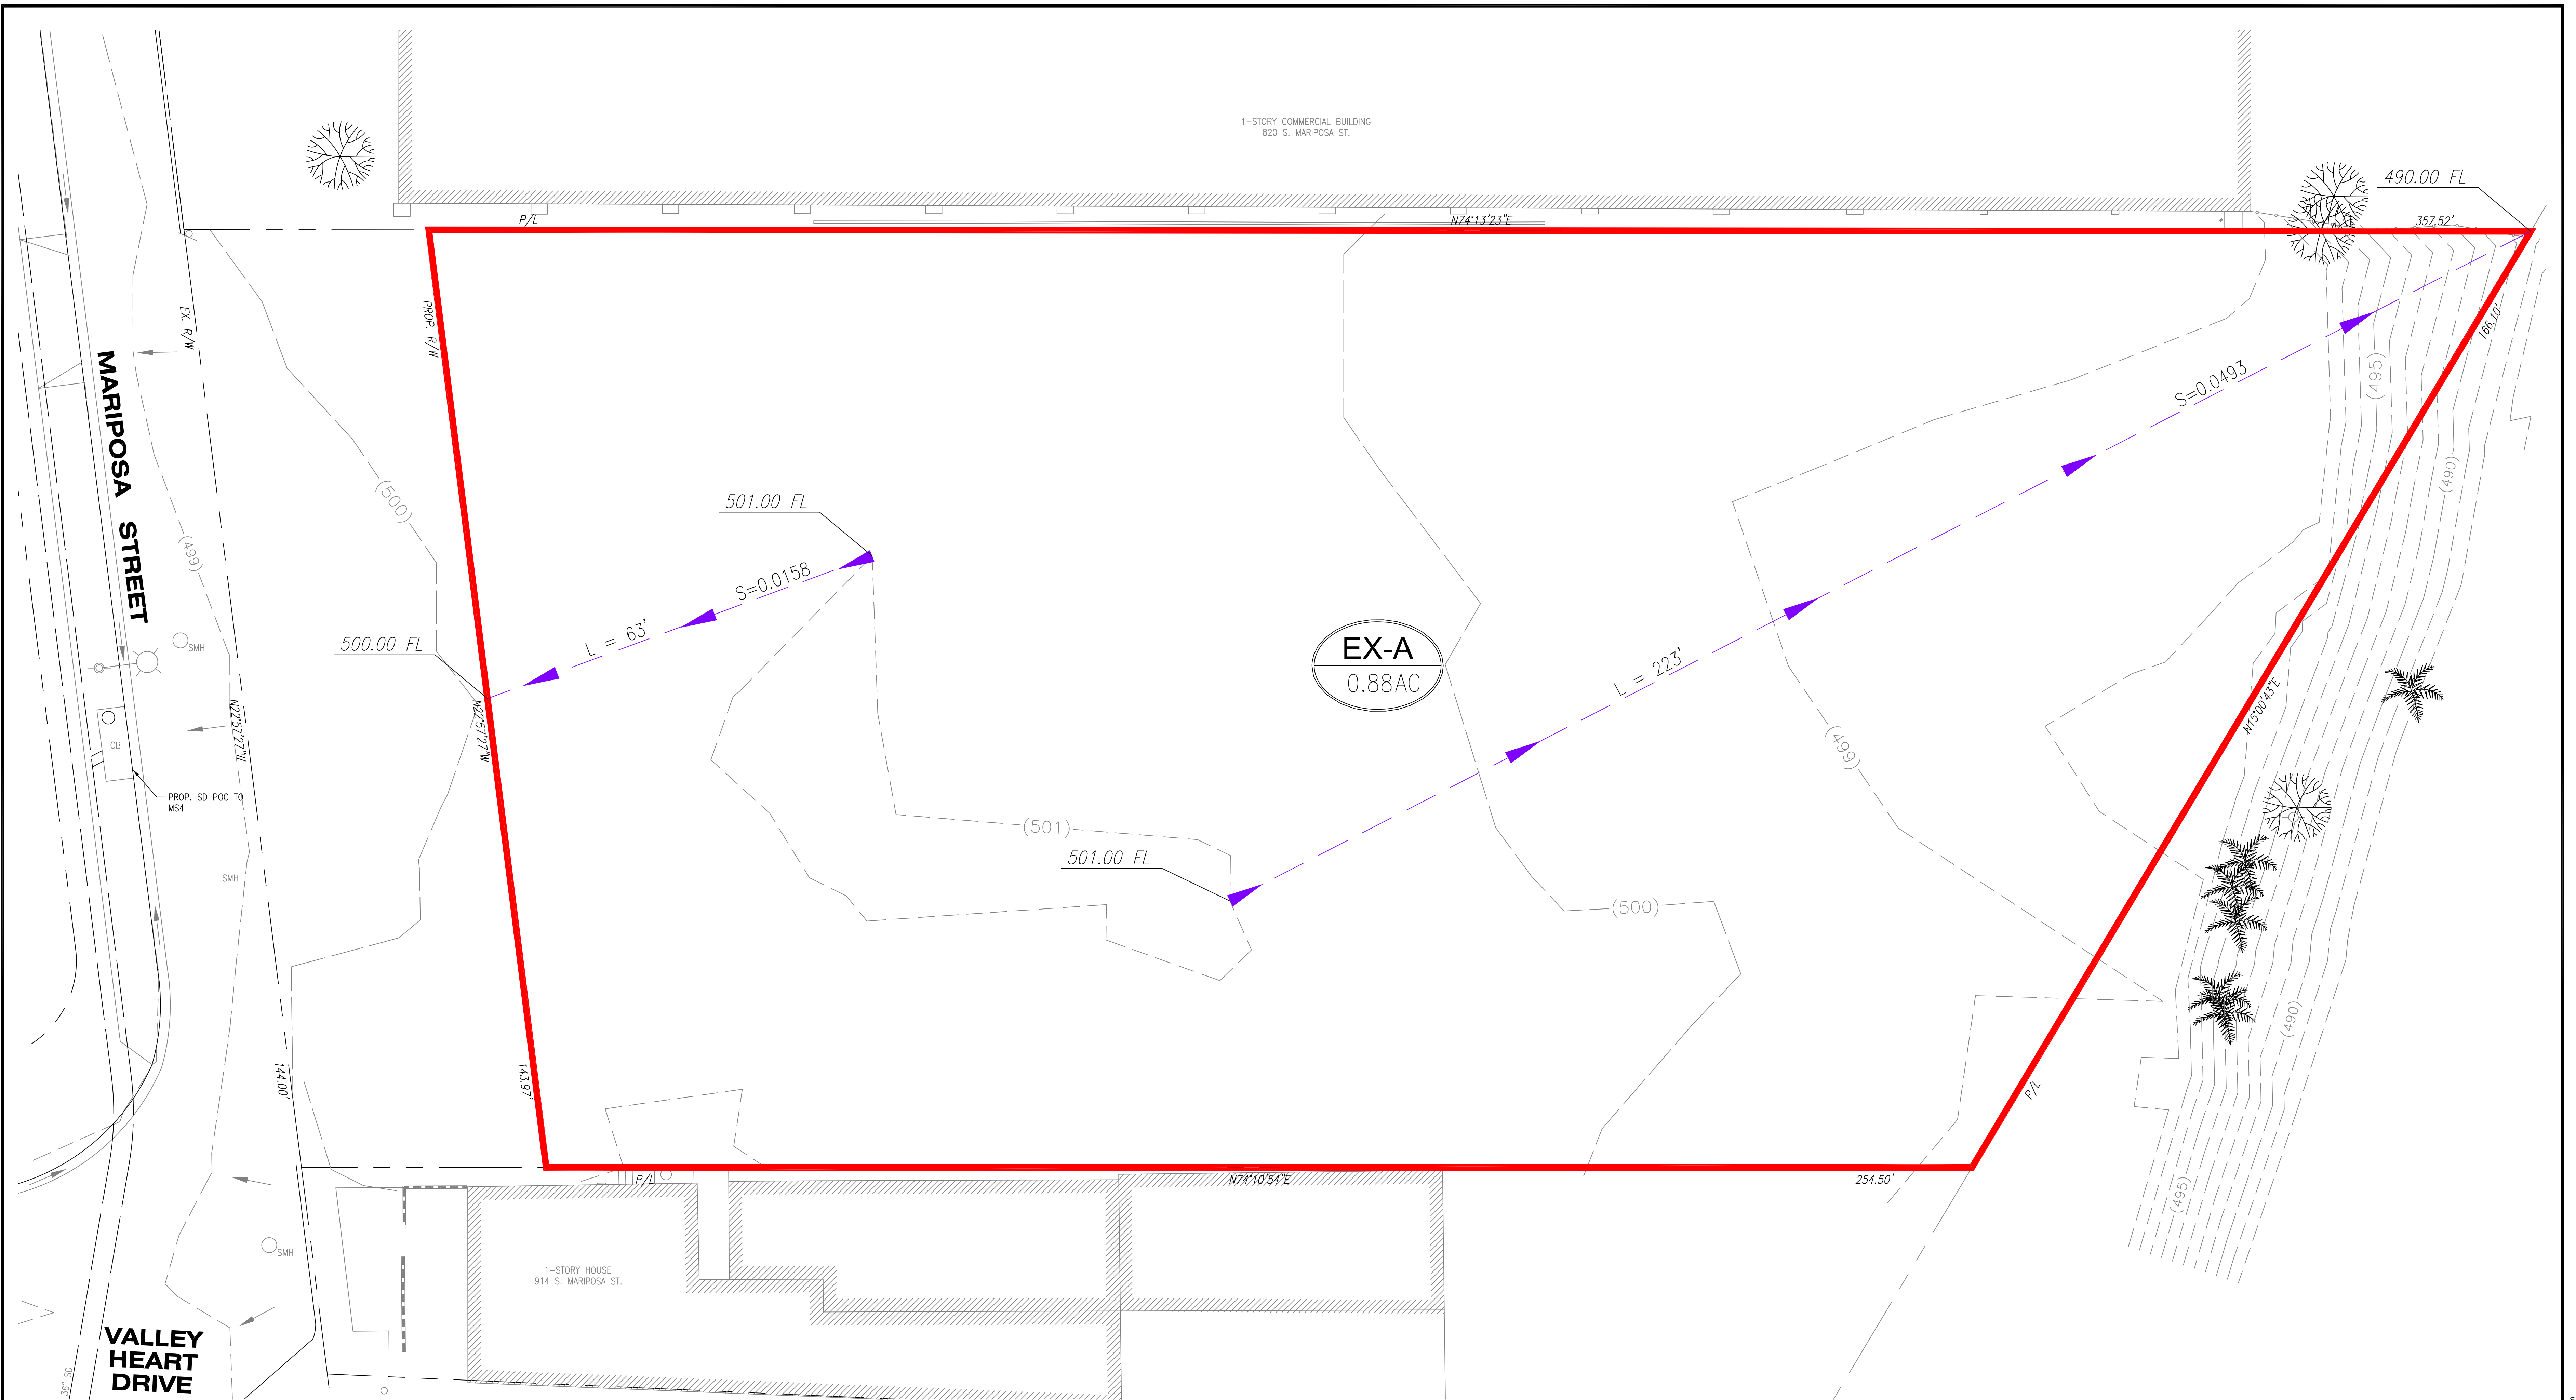 1-STORY COMMERCIAL BUILDING
820 S. MARIPOSA ST.
490.00 FL
P/L
N74°13'23"E
357.52'
EX. R/W
PROP. R/W
166.10'
MARIPOSA STREET
(495)
S=0.0493
(500)
501.00 FL
(490)
(499)
S=0.0158
L = 63'
500.00 FL
SMH
EX-A
0.88AC
L = 223'
N15°00'43"E
N22°57'27"W
N22°57'27"W
CB
(499)
PROP. SD POC TO
MS4
(501)
501.00 FL
SMH
(500)
(490)
144.00'
143.97'
P/L
P/L
N74°10'54"E
254.50'
(495)
SMH
1-STORY HOUSE
914 S. MARIPOSA ST.
VALLEY
HEART
DRIVE
36" SD